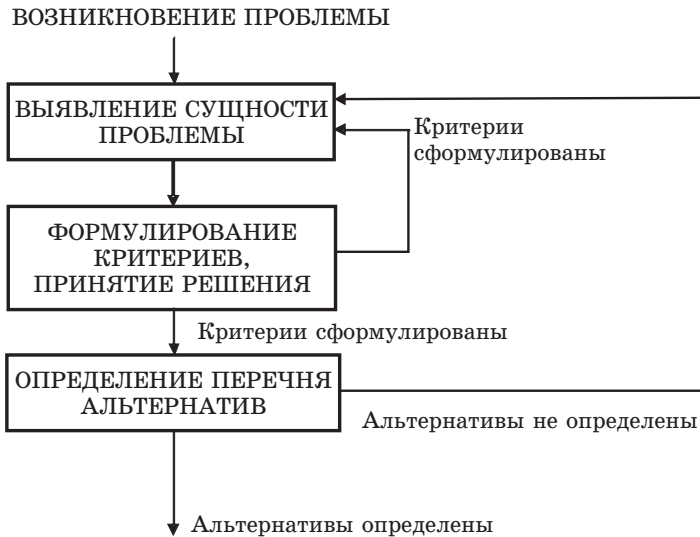 ВОЗНИКНОВЕНИЕ ПРОБЛЕМЫ
ВЫЯВЛЕНИЕ СУЩНОСТИ
ПРОБЛЕМЫ
Критерии
сформулированы
ФОРМУЛИРОВАНИЕ
КРИТЕРИЕВ,
ПРИНЯТИЕ РЕШЕНИЯ
Критерии сформулированы
ОПРЕДЕЛЕНИЕ ПЕРЕЧНЯ
АЛЬТЕРНАТИВ
Альтернативы не определены
Альтернативы определены